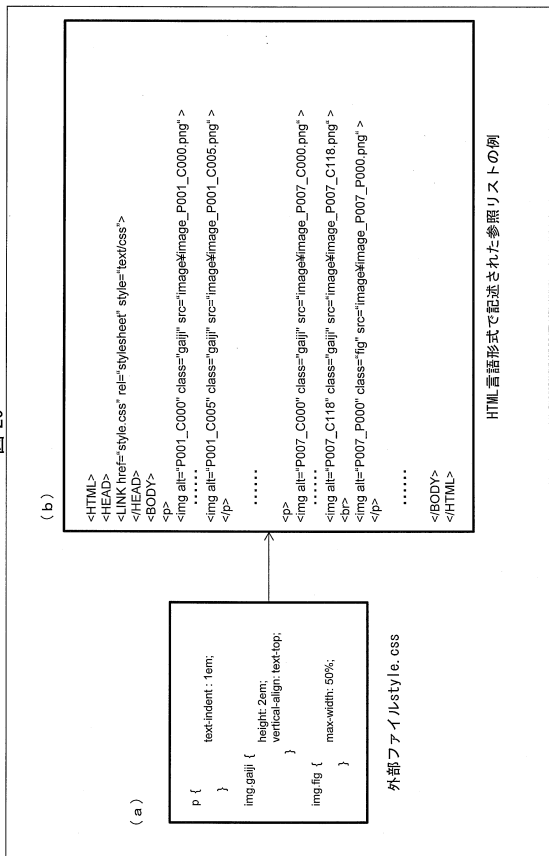 (a)
p {
text-indent : 1em;
}
img.gaiji {
height: 2em;
vertical-align: text-top;
}
img.fig {
max-width: 50%;
}
外部ファイルstyle.css
(b)
<HTML>
<HEAD>
<LINK href="style.css" rel="stylesheet" style="text/css">
</HEAD>
<BODY>
<p>
<img alt="P001_C000" class="gaiji" src="image¥image_P001_C000.png" >
……
<img alt="P001_C005" class="gaiji" src="image¥image_P001_C005.png" >
</p>
……
<p>
<img alt="P007_C000" class="gaiji" src="image¥image_P007_C000.png" >
……
<img alt="P007_C118" class="gaiji" src="image¥image_P007_C118.png" >
<br>
<img alt="P007_P000" class="fig" src="image¥image_P007_P000.png" >
</p>
……
</BODY>
</HTML>
HTML言語形式で記述された参照リストの例